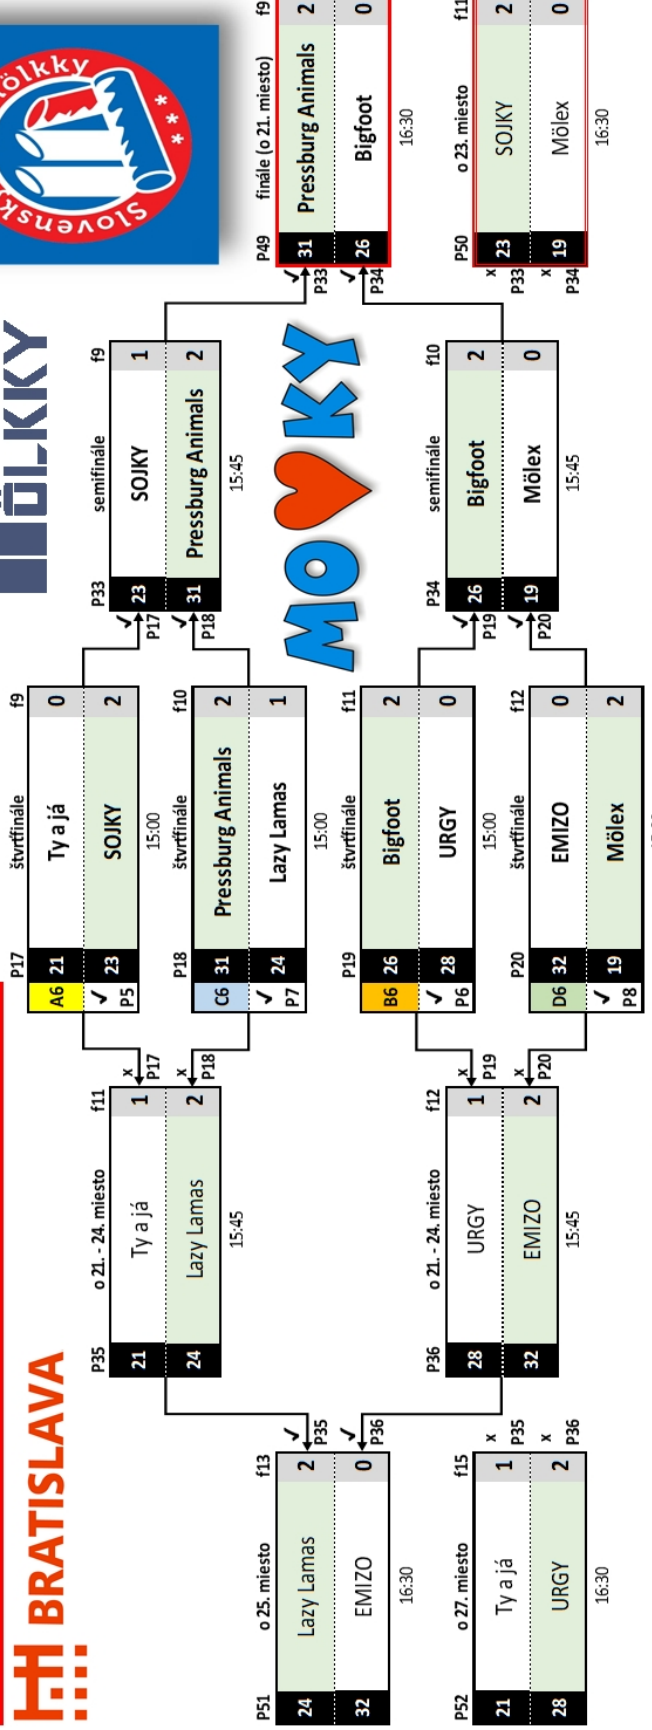 BRATISLAVA
MÖLKKY
Slovensky
mölkky
MO KY
P51 o 25. miesto f13
24 Lazy Lamas 2 ✓ P35
32 EMIZO 0 ✓ P36
16:30
P52 o 27. miesto f15
21 Ty a já 1 x P35
28 URGY 2 x P36
16:30
P35 o 21. - 24. miesto f11
21 Ty a já 1 x P17
24 Lazy Lamas 2 x P18
15:45
P36 o 21. - 24. miesto f12
28 URGY 1 x P19
32 EMIZO 2 x P20
15:45
P17 štvrťfinále f9
A6 21 Ty a já 0
✓ P5 23 SOJKY 2
15:00
P18 štvrťfinále f10
C6 31 Pressburg Animals 2
✓ P7 24 Lazy Lamas 1
15:00
P19 štvrťfinále f11
B6 26 Bigfoot 2
✓ P6 28 URGY 0
15:00
P20 štvrťfinále f12
D6 32 EMIZO 0
✓ P8 19 Mölex 2
P33 semifinále f9
✓ P17 23 SOJKY 1
✓ P18 31 Pressburg Animals 2
15:45
P34 semifinále f10
✓ P19 26 Bigfoot 2
✓ P20 19 Mölex 0
15:45
P49 finále (o 21. miesto) f9
✓ P33 31 Pressburg Animals 2
✓ P34 26 Bigfoot 0
16:30
P50 o 23. miesto f11
x P33 23 SOJKY 2
x P34 19 Mölex 0
16:30